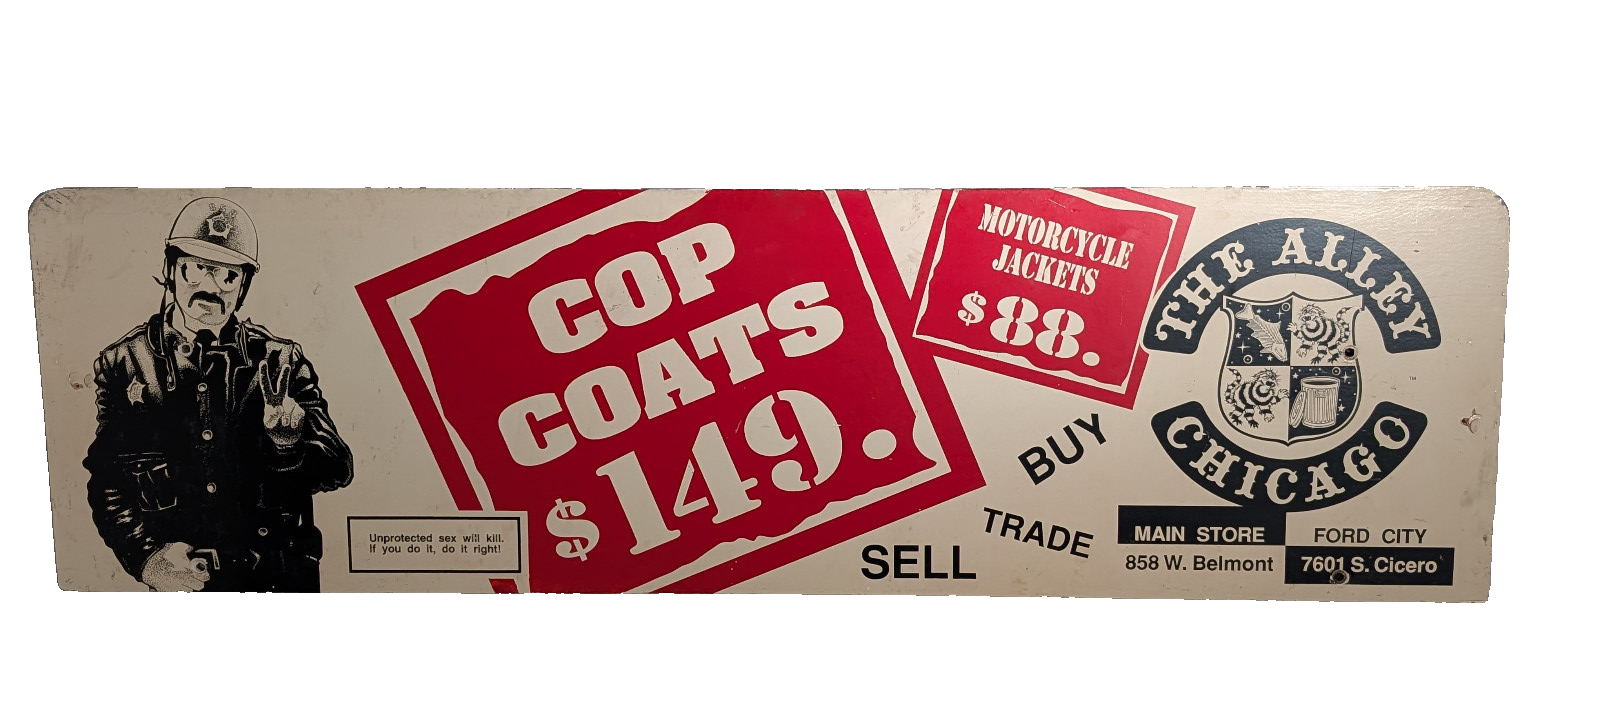 COP
COATS
$149.
MOTORCYCLE
JACKETS
$88.
THE ALLEY
CHICAGO
TM
BUY
TRADE
SELL
Unprotected sex will kill.
If you do it, do it right!
MAIN STORE
858 W. Belmont
FORD CITY
7601 S. Cicero